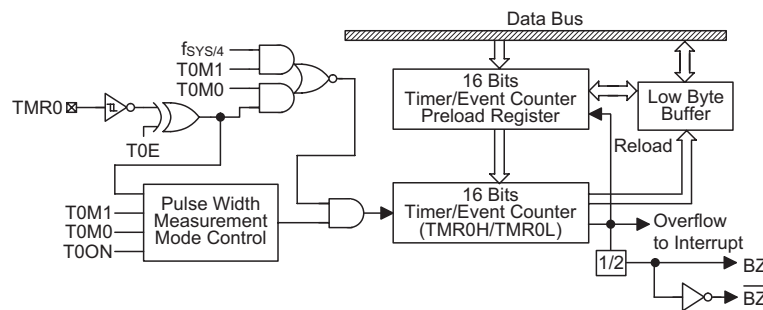 Data Bus
fSYS/4
T0M1
T0M0
TMR0
T0E
16 Bits
Timer/Event Counter
Preload Register
Low Byte
Buffer
Reload
T0M1
T0M0
T0ON
Pulse Width
Measurement
Mode Control
16 Bits
Timer/Event Counter
(TMR0H/TMR0L)
Overflow
to Interrupt
1/2
BZ
BZ